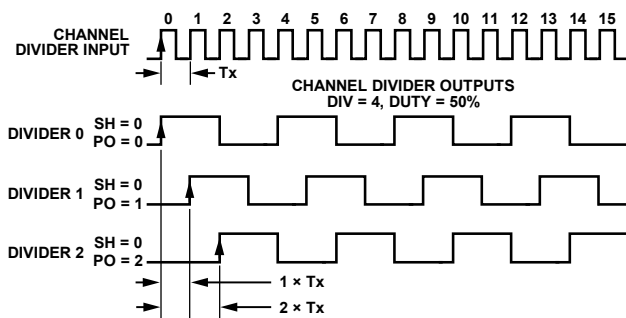 0 1 2 3 4 5 6 7 8 9 10 11 12 13 14 15
CHANNEL
DIVIDER INPUT
Tx
CHANNEL DIVIDER OUTPUTS
DIV = 4, DUTY = 50%
DIVIDER 0
SH = 0
PO = 0
DIVIDER 1
SH = 0
PO = 1
DIVIDER 2
SH = 0
PO = 2
1 × Tx
2 × Tx